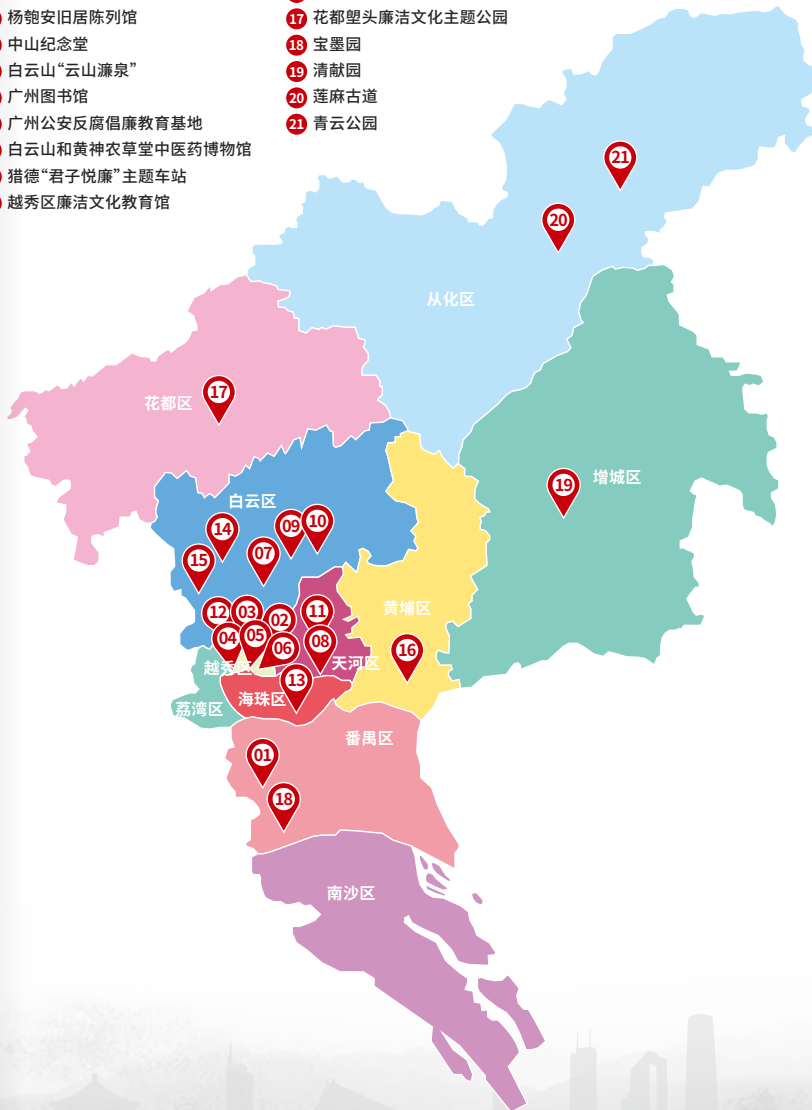 杨匏安旧居陈列馆
中山纪念堂
白云山“云山濂泉”
广州图书馆
广州公安反腐倡廉教育基地
白云山和黄神农草堂中医药博物馆
猎德“君子悦廉”主题车站
越秀区廉洁文化教育馆
17 花都塱头廉洁文化主题公园
18 宝墨园
19 清献园
20 莲麻古道
21 青云公园
21
20
从化区
17
花都区
增城区
19
白云区
14
09
10
07
15
12
03
02
11
黄埔区
04
05
06
08
16
越秀区
天河区
13
海珠区
荔湾区
番禺区
01
18
南沙区